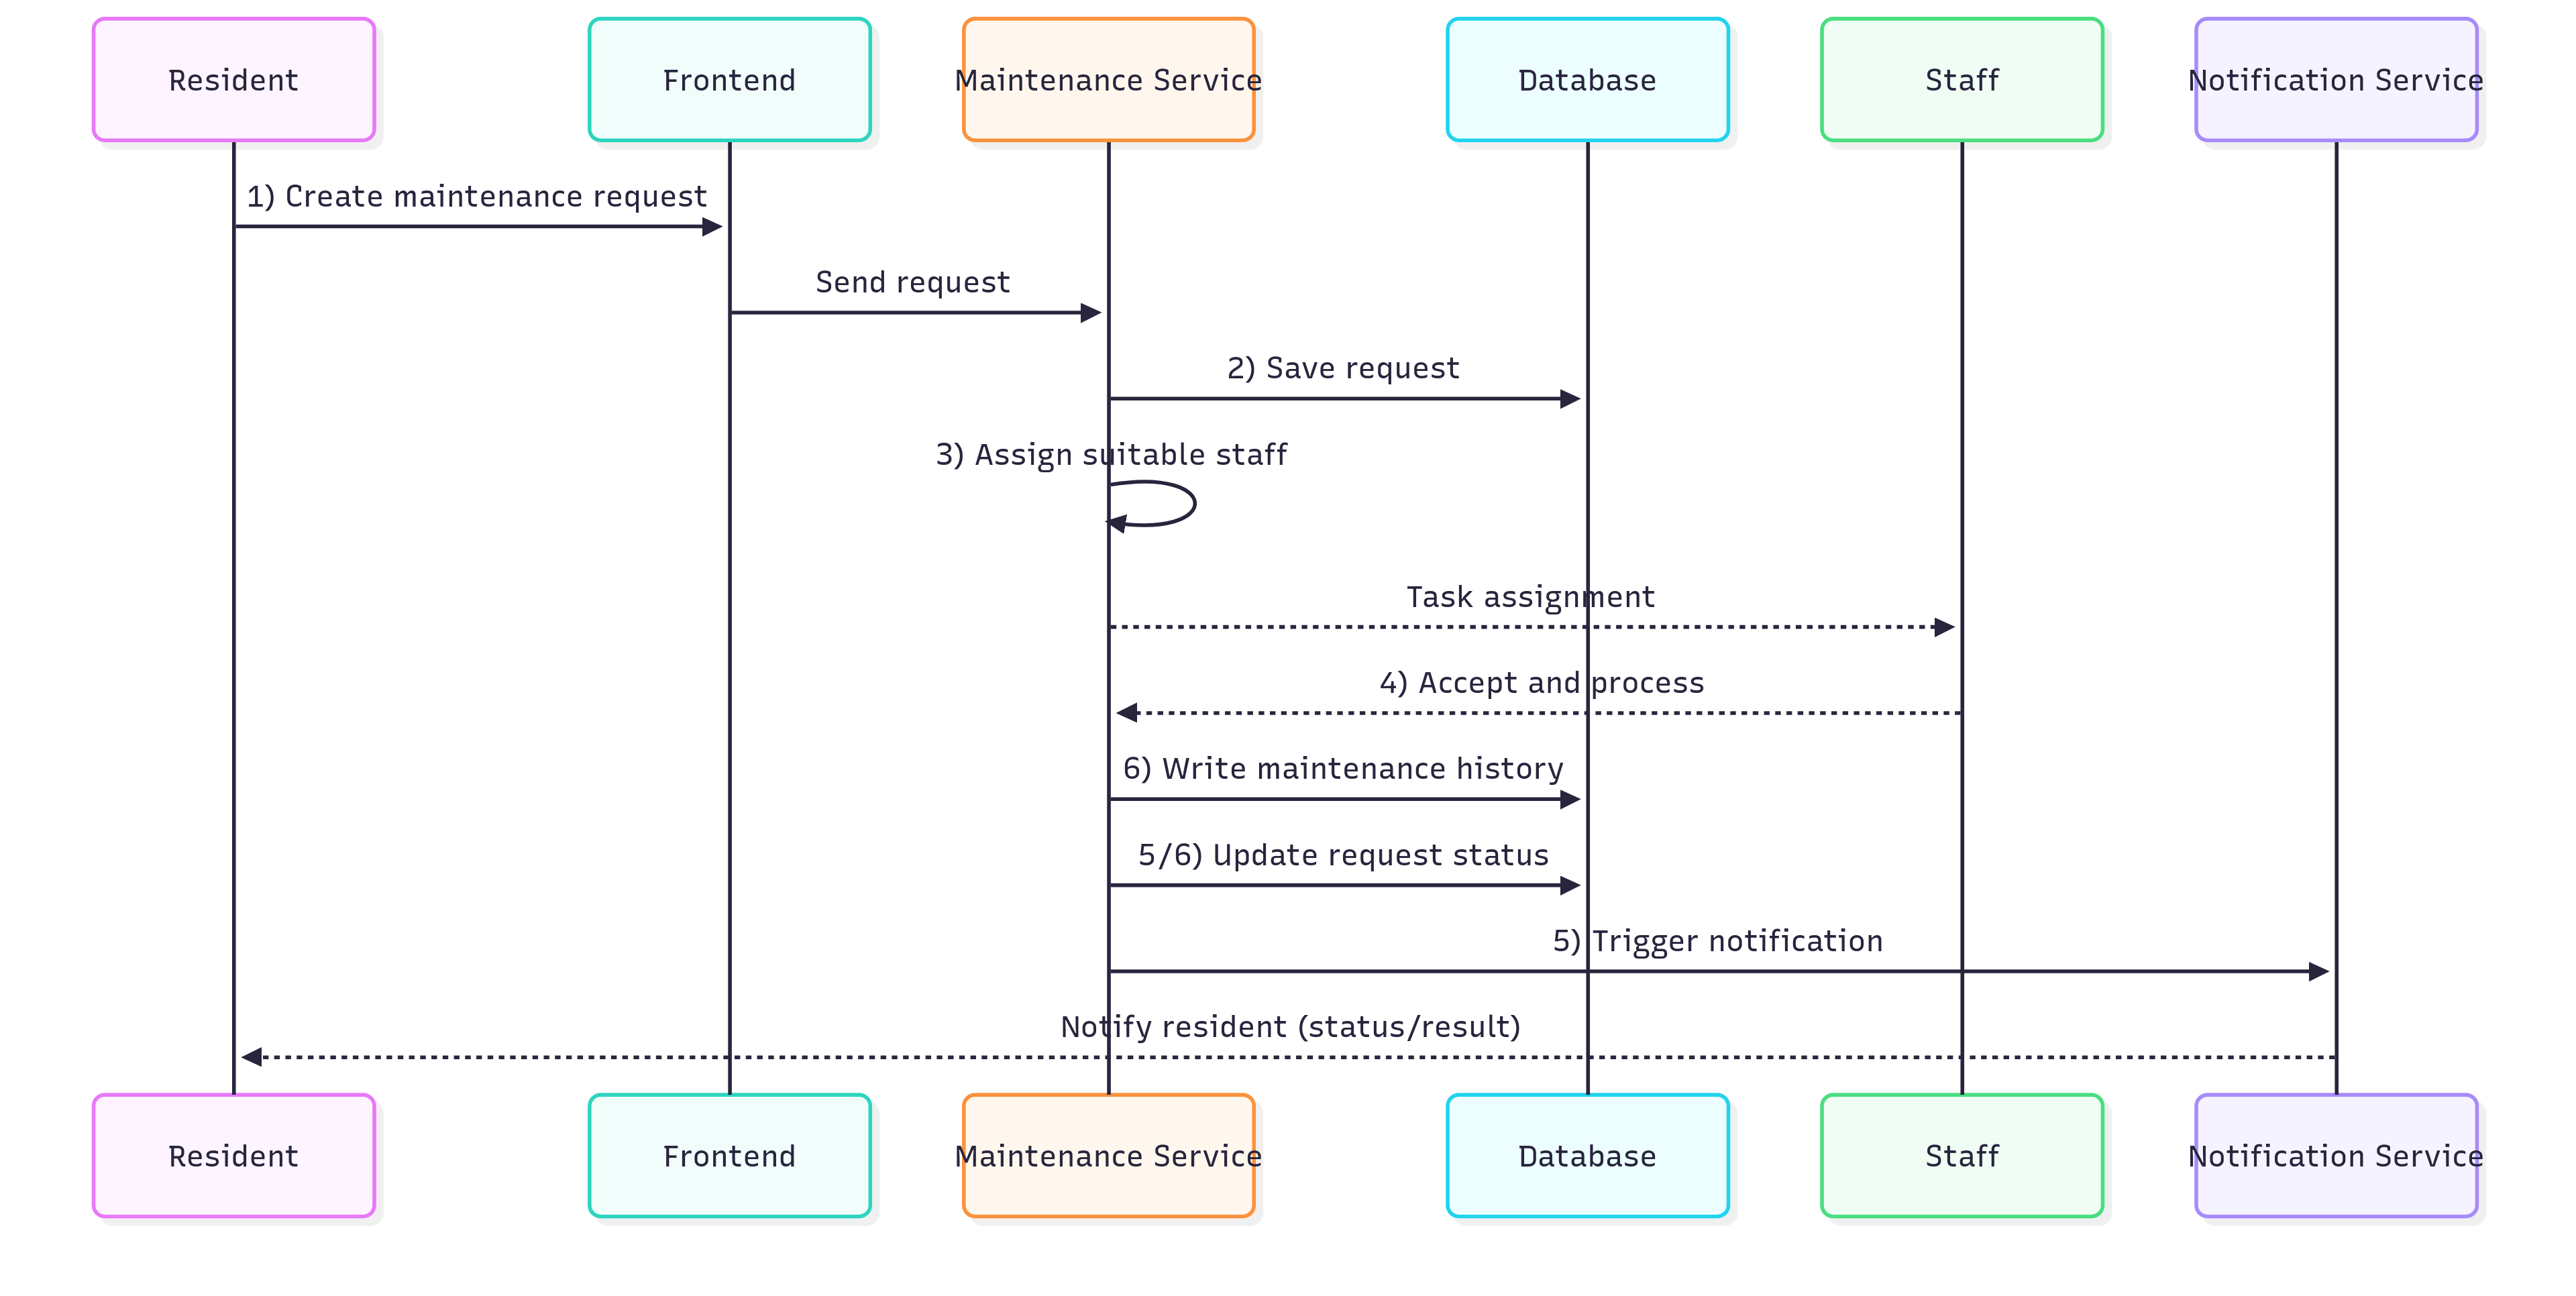 Resident
Frontend
Maintenance Service
Database
Staff
Notification Service
1) Create maintenance request
Send request
2) Save request
3) Assign suitable staff
Task assignment
4) Accept and process
6) Write maintenance history
5/6) Update request status
5) Trigger notification
Notify resident (status/result)
Resident
Frontend
Maintenance Service
Database
Staff
Notification Service